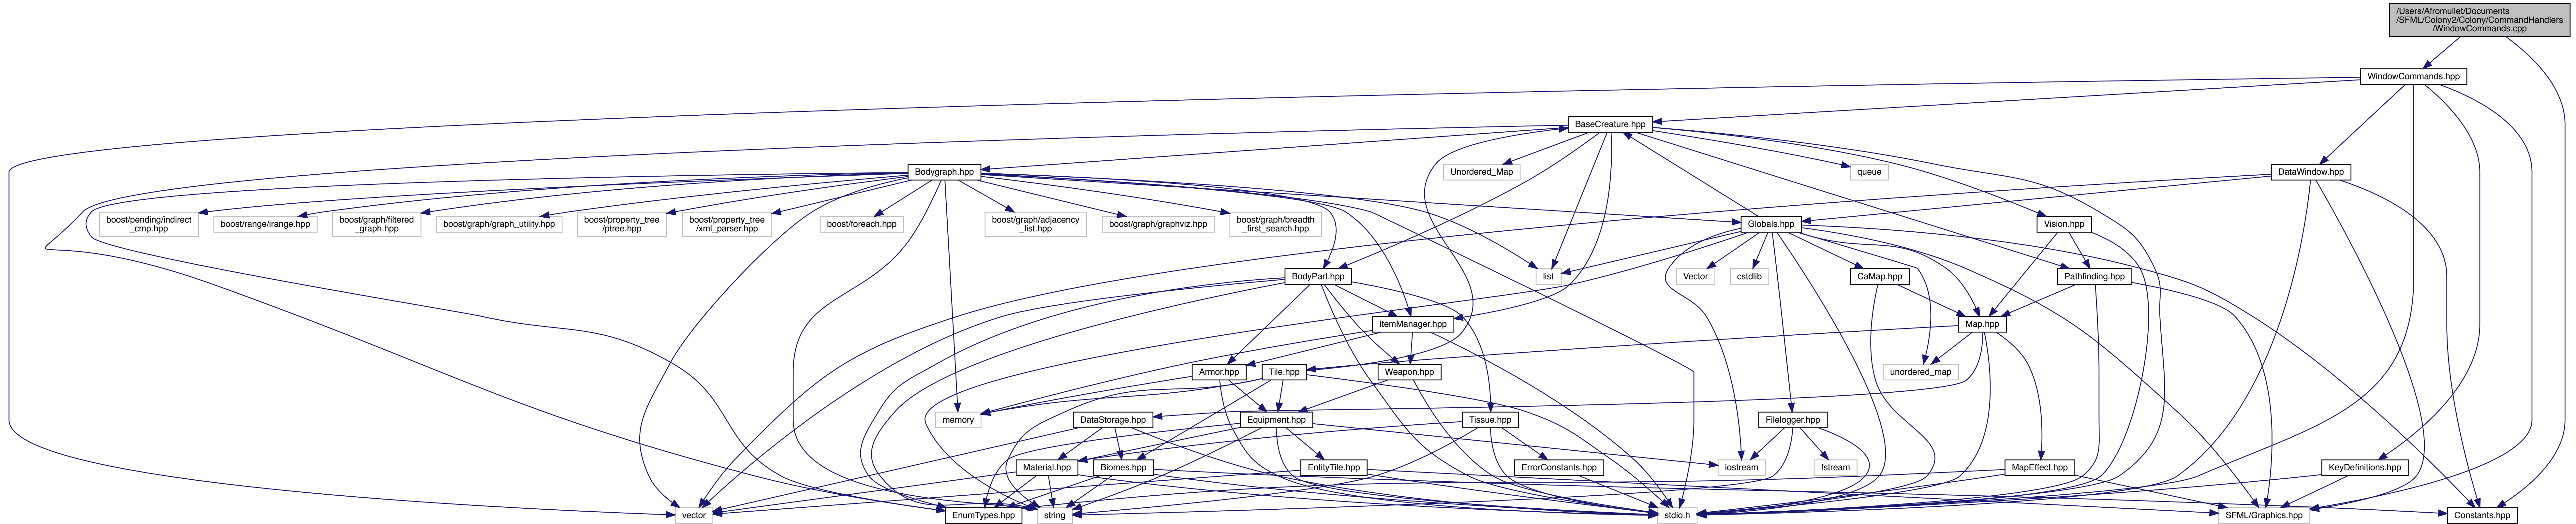 /Users/Afromullet/Documents
/SFML/Colony2/Colony/CommandHandlers
/WindowCommands.cpp
WindowCommands.hpp
BaseCreature.hpp
Bodygraph.hpp
Unordered_Map
queue
DataWindow.hpp
boost/pending/indirect
_cmp.hpp
boost/range/irange.hpp
boost/graph/filtered
_graph.hpp
boost/graph/graph_utility.hpp
boost/property_tree
/ptree.hpp
boost/property_tree
/xml_parser.hpp
boost/foreach.hpp
boost/graph/adjacency
_list.hpp
boost/graph/graphviz.hpp
boost/graph/breadth
_first_search.hpp
Globals.hpp
Vision.hpp
BodyPart.hpp
list
Vector
cstdlib
CaMap.hpp
Pathfinding.hpp
ItemManager.hpp
Map.hpp
Armor.hpp
Tile.hpp
Weapon.hpp
unordered_map
memory
DataStorage.hpp
Equipment.hpp
Tissue.hpp
Filelogger.hpp
Material.hpp
Biomes.hpp
EntityTile.hpp
ErrorConstants.hpp
iostream
fstream
MapEffect.hpp
KeyDefinitions.hpp
vector
EnumTypes.hpp
string
stdio.h
SFML/Graphics.hpp
Constants.hpp